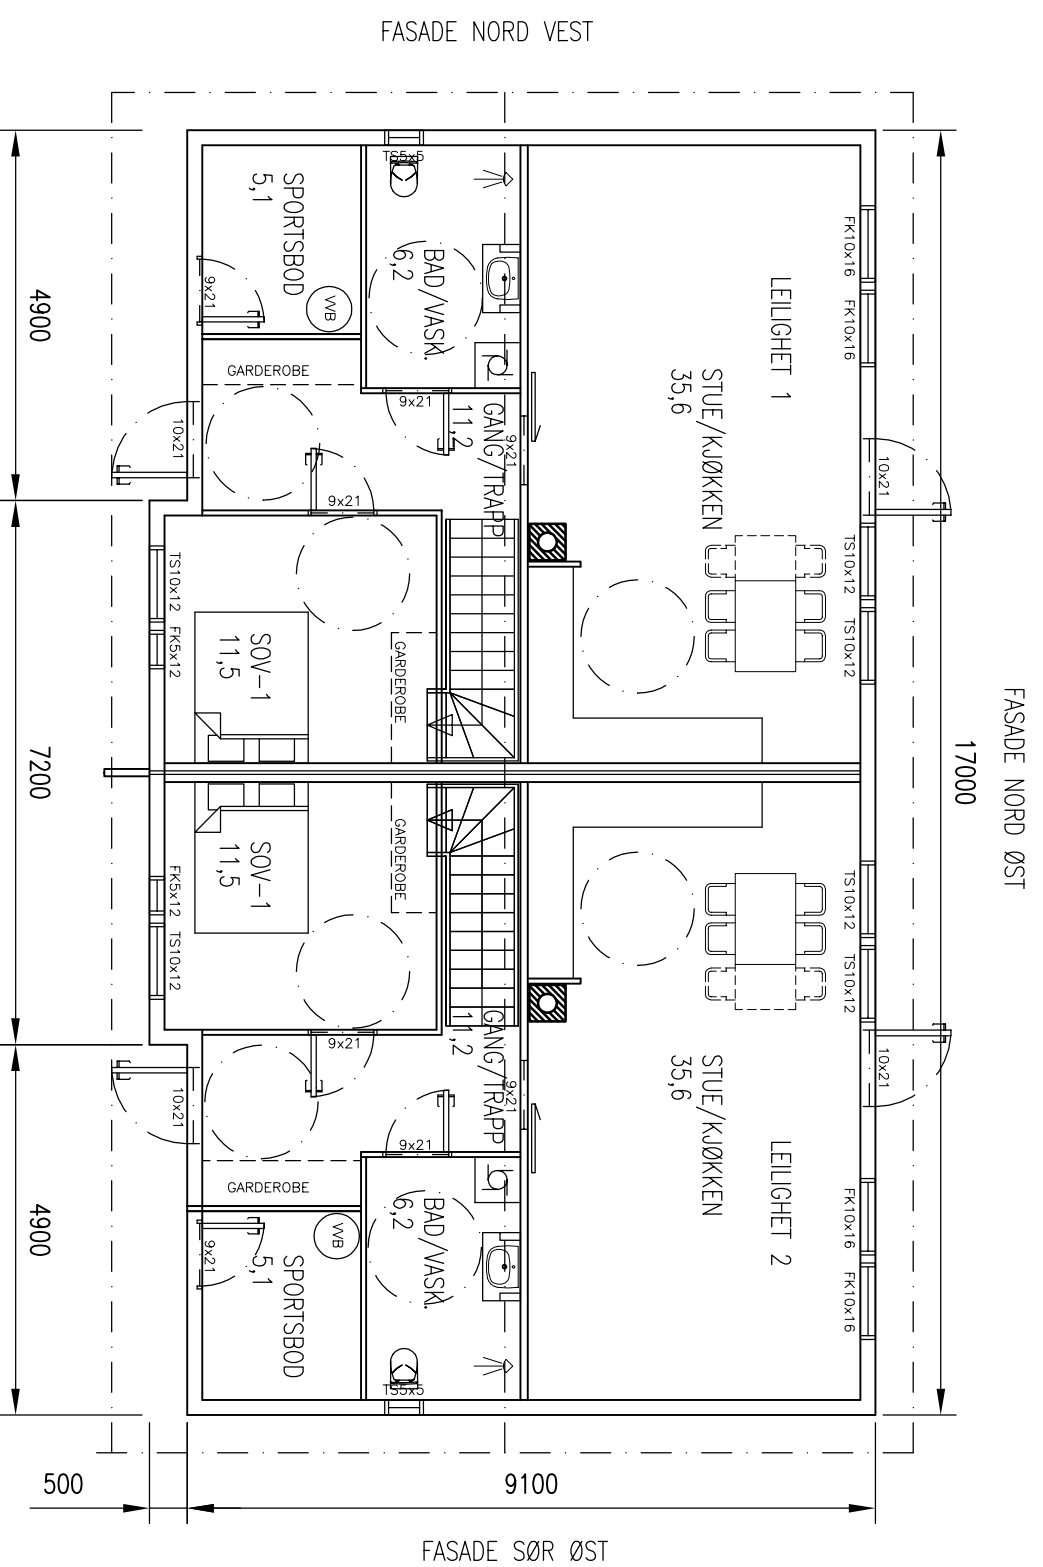 FASADE NORD VEST
FASADE NORD ØST
17000
4900
7200
4900
LEILIGHET 1
STUE/KJØKKEN
35,6
FK10x16
FK10x16
10x21
TS10x12
TS10x12
TS5x5
BAD/VASK.
6,2
SPORTSBOD
5,1
VVB
9x21
GARDEROBE
10x21
9x21
GANG/TRAPP
11,2
9x21
9x21
TS10x12
FK5x12
SOV-1
11,5
GARDEROBE
SOV-1
11,5
GARDEROBE
FK5x12
TS10x12
TS10x12
TS10x12
10x21
LEILIGHET 2
STUE/KJØKKEN
35,6
FK10x16
FK10x16
GANG/TRAPP
11,2
9x21
9x21
9x21
10x21
GARDEROBE
BAD/VASK.
6,2
VVB
9x21
SPORTSBOD
5,1
TS5x5
500
9100
FASADE SØR ØST